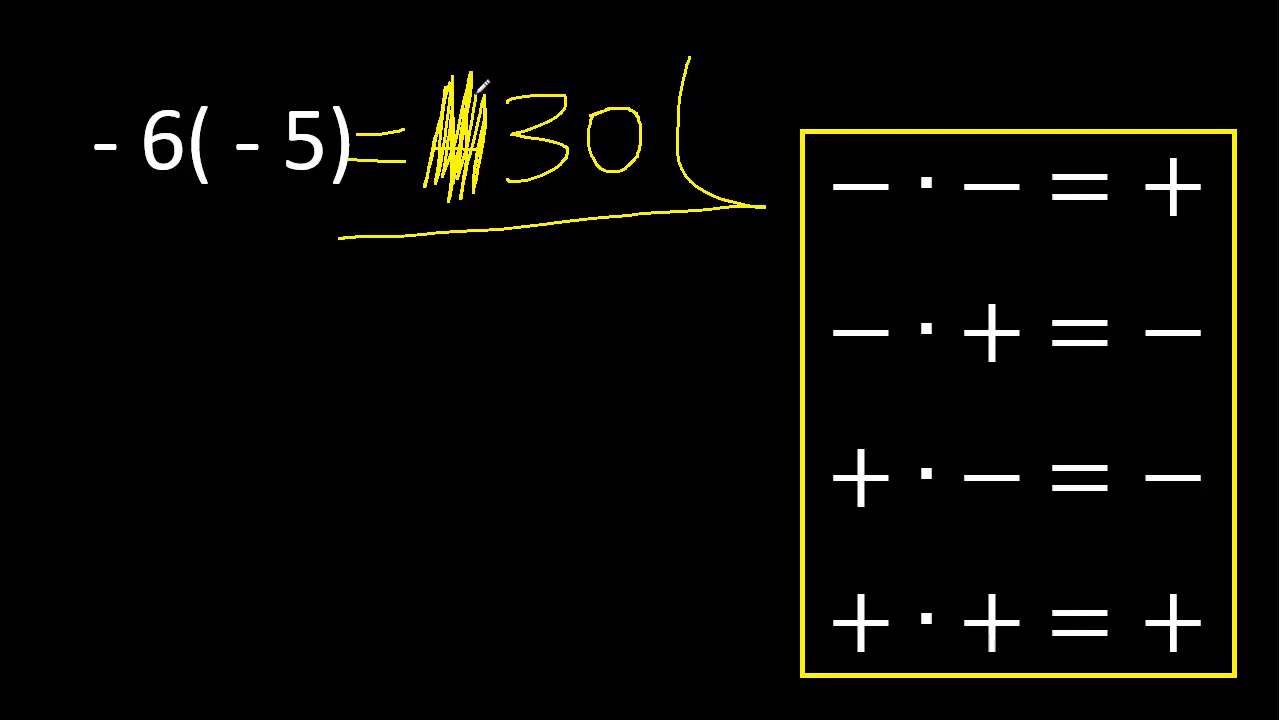 - 6( - 5)= 30
− · − = +
− · + = −
+ · − = −
+ · + = +